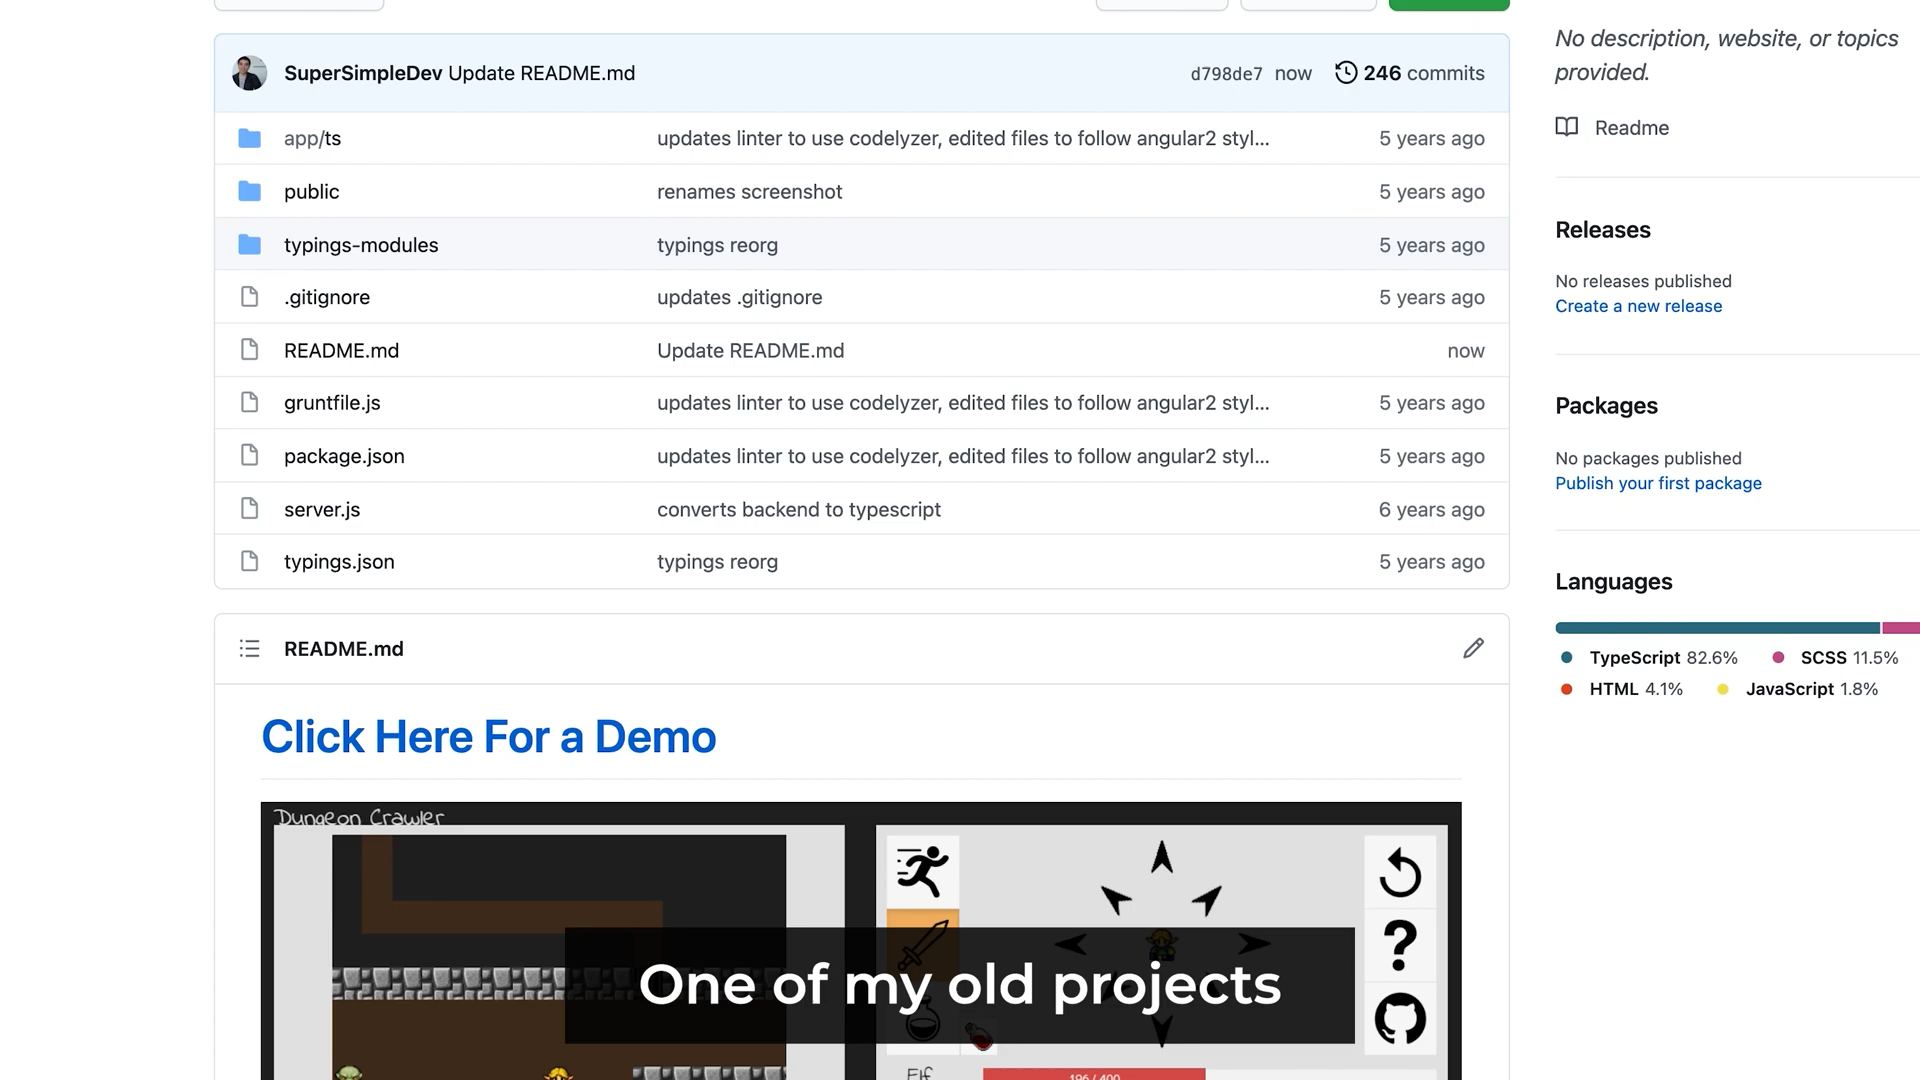 SuperSimpleDev Update README.md d798de7 now 246 commits
app/ts updates linter to use codelyzer, edited files to follow angular2 styl... 5 years ago
public renames screenshot 5 years ago
typings-modules typings reorg 5 years ago
.gitignore updates .gitignore 5 years ago
README.md Update README.md now
gruntfile.js updates linter to use codelyzer, edited files to follow angular2 styl... 5 years ago
package.json updates linter to use codelyzer, edited files to follow angular2 styl... 5 years ago
server.js converts backend to typescript 6 years ago
typings.json typings reorg 5 years ago
README.md
Click Here For a Demo
Dungeon Crawler
?
One of my old projects
Elf
196 / 400
No description, website, or topics
provided.
Readme
Releases
No releases published
Create a new release
Packages
No packages published
Publish your first package
Languages
TypeScript 82.6% SCSS 11.5%
HTML 4.1% JavaScript 1.8%